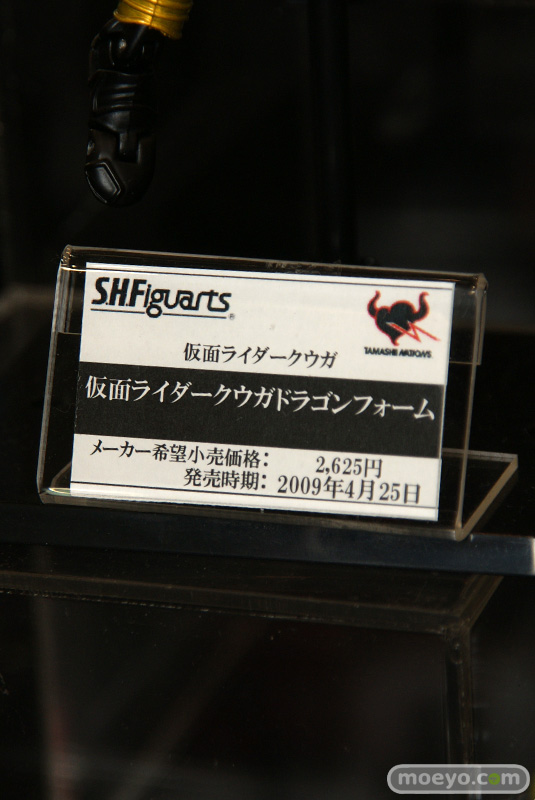 S.H.Figuarts
®
TAMASHII NATIONS
仮面ライダークウガ
仮面ライダークウガドラゴンフォーム
メーカー希望小売価格： 2,625円
発売時期： 2009年4月25日
moeyo.com